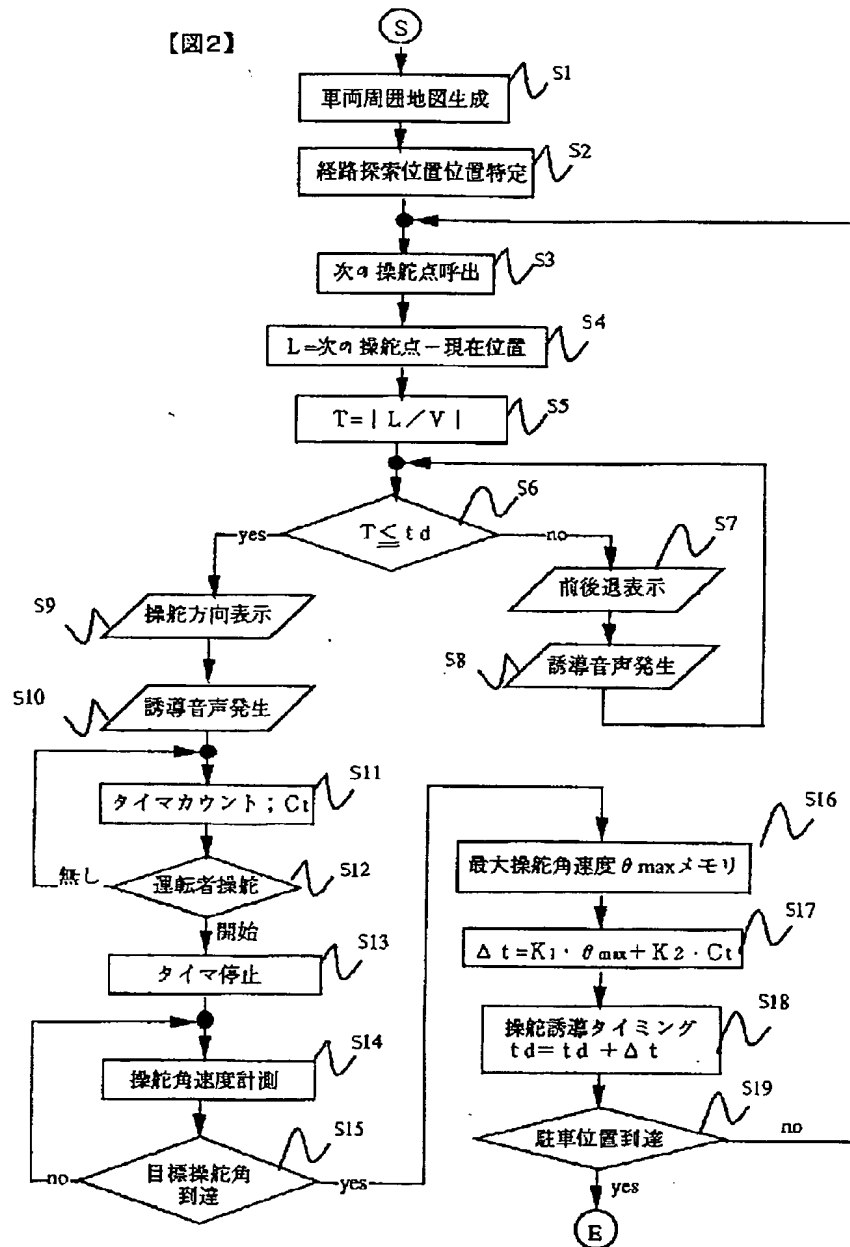 【図2】
S
車両周囲地図生成
S1
経路探索位置位置特定
S2
次の操舵点呼出
S3
L=次の操舵点－現在位置
S4
T=|L／V|
S5
T≦td
S6
yes
no
前後退表示
S7
誘導音声発生
S8
操舵方向表示
S9
誘導音声発生
S10
タイマカウント；Ct
S11
運転者操舵
S12
無し
開始
タイマ停止
S13
操舵角速度計測
S14
目標操舵角
到達
S15
no
yes
最大操舵角速度θmaxメモリ
S16
Δt=K1・θmax+K2・Ct
S17
操舵誘導タイミング
td=td+Δt
S18
駐車位置到達
S19
no
yes
E